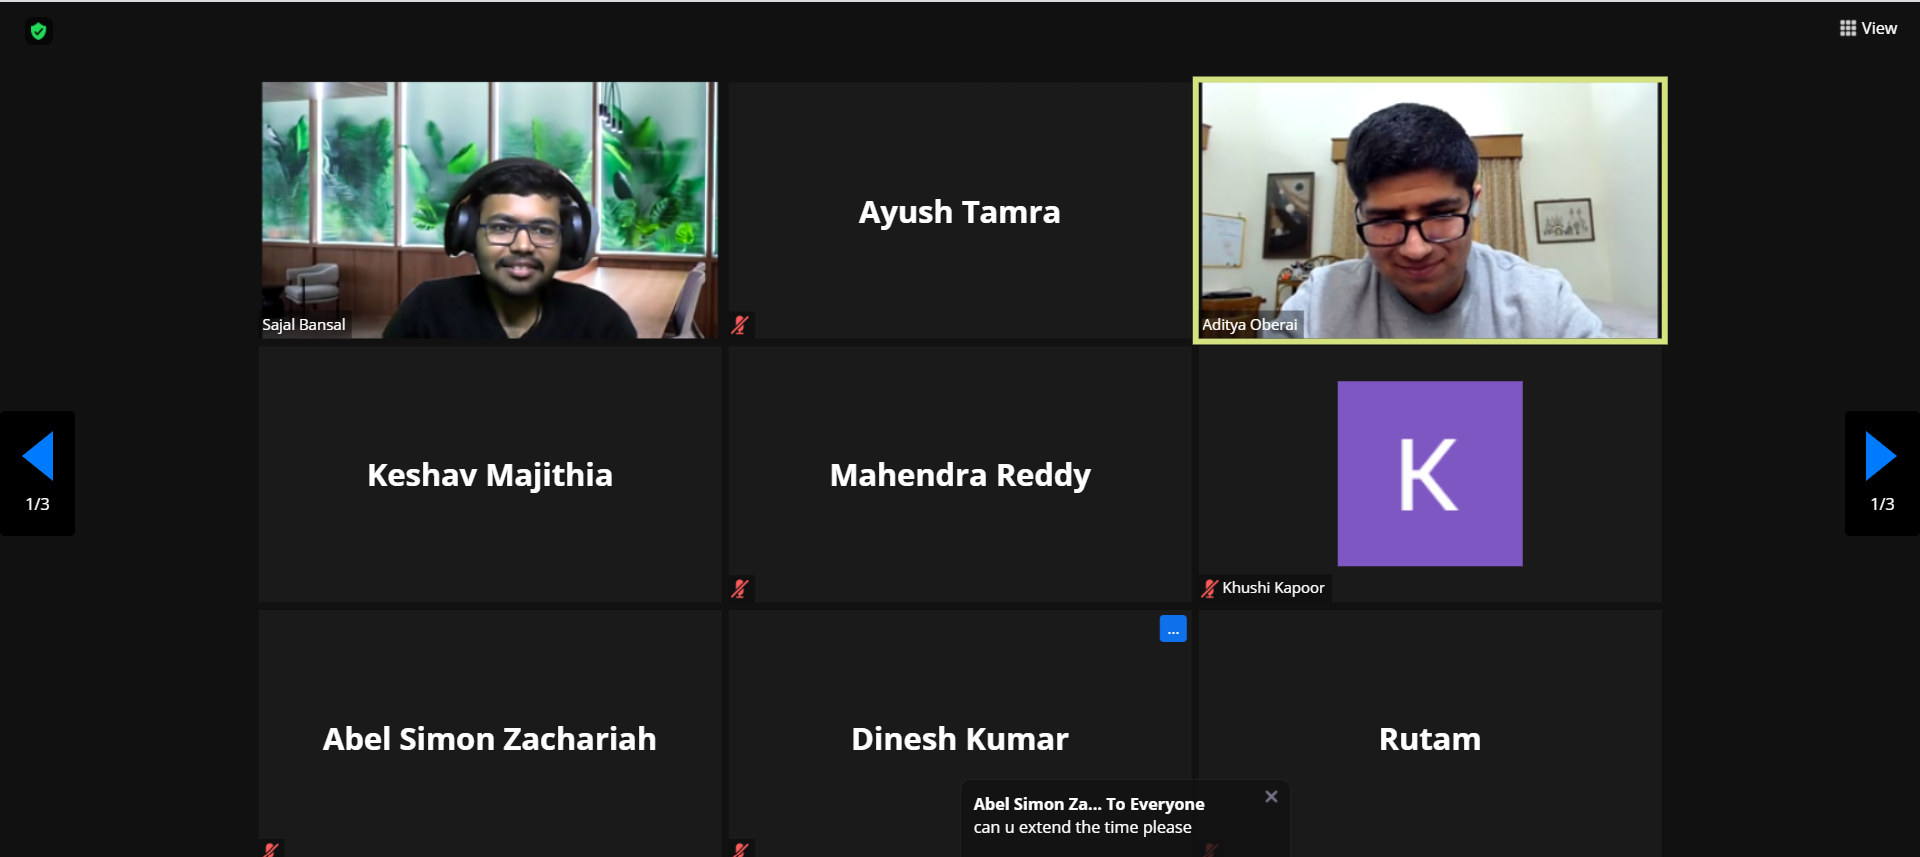 View
Sajal Bansal
Ayush Tamra
Aditya Oberai
Keshav Majithia
Mahendra Reddy
K
Khushi Kapoor
1/3
1/3
...
Abel Simon Zachariah
Dinesh Kumar
Rutam
Abel Simon Za... To Everyone
can u extend the time please